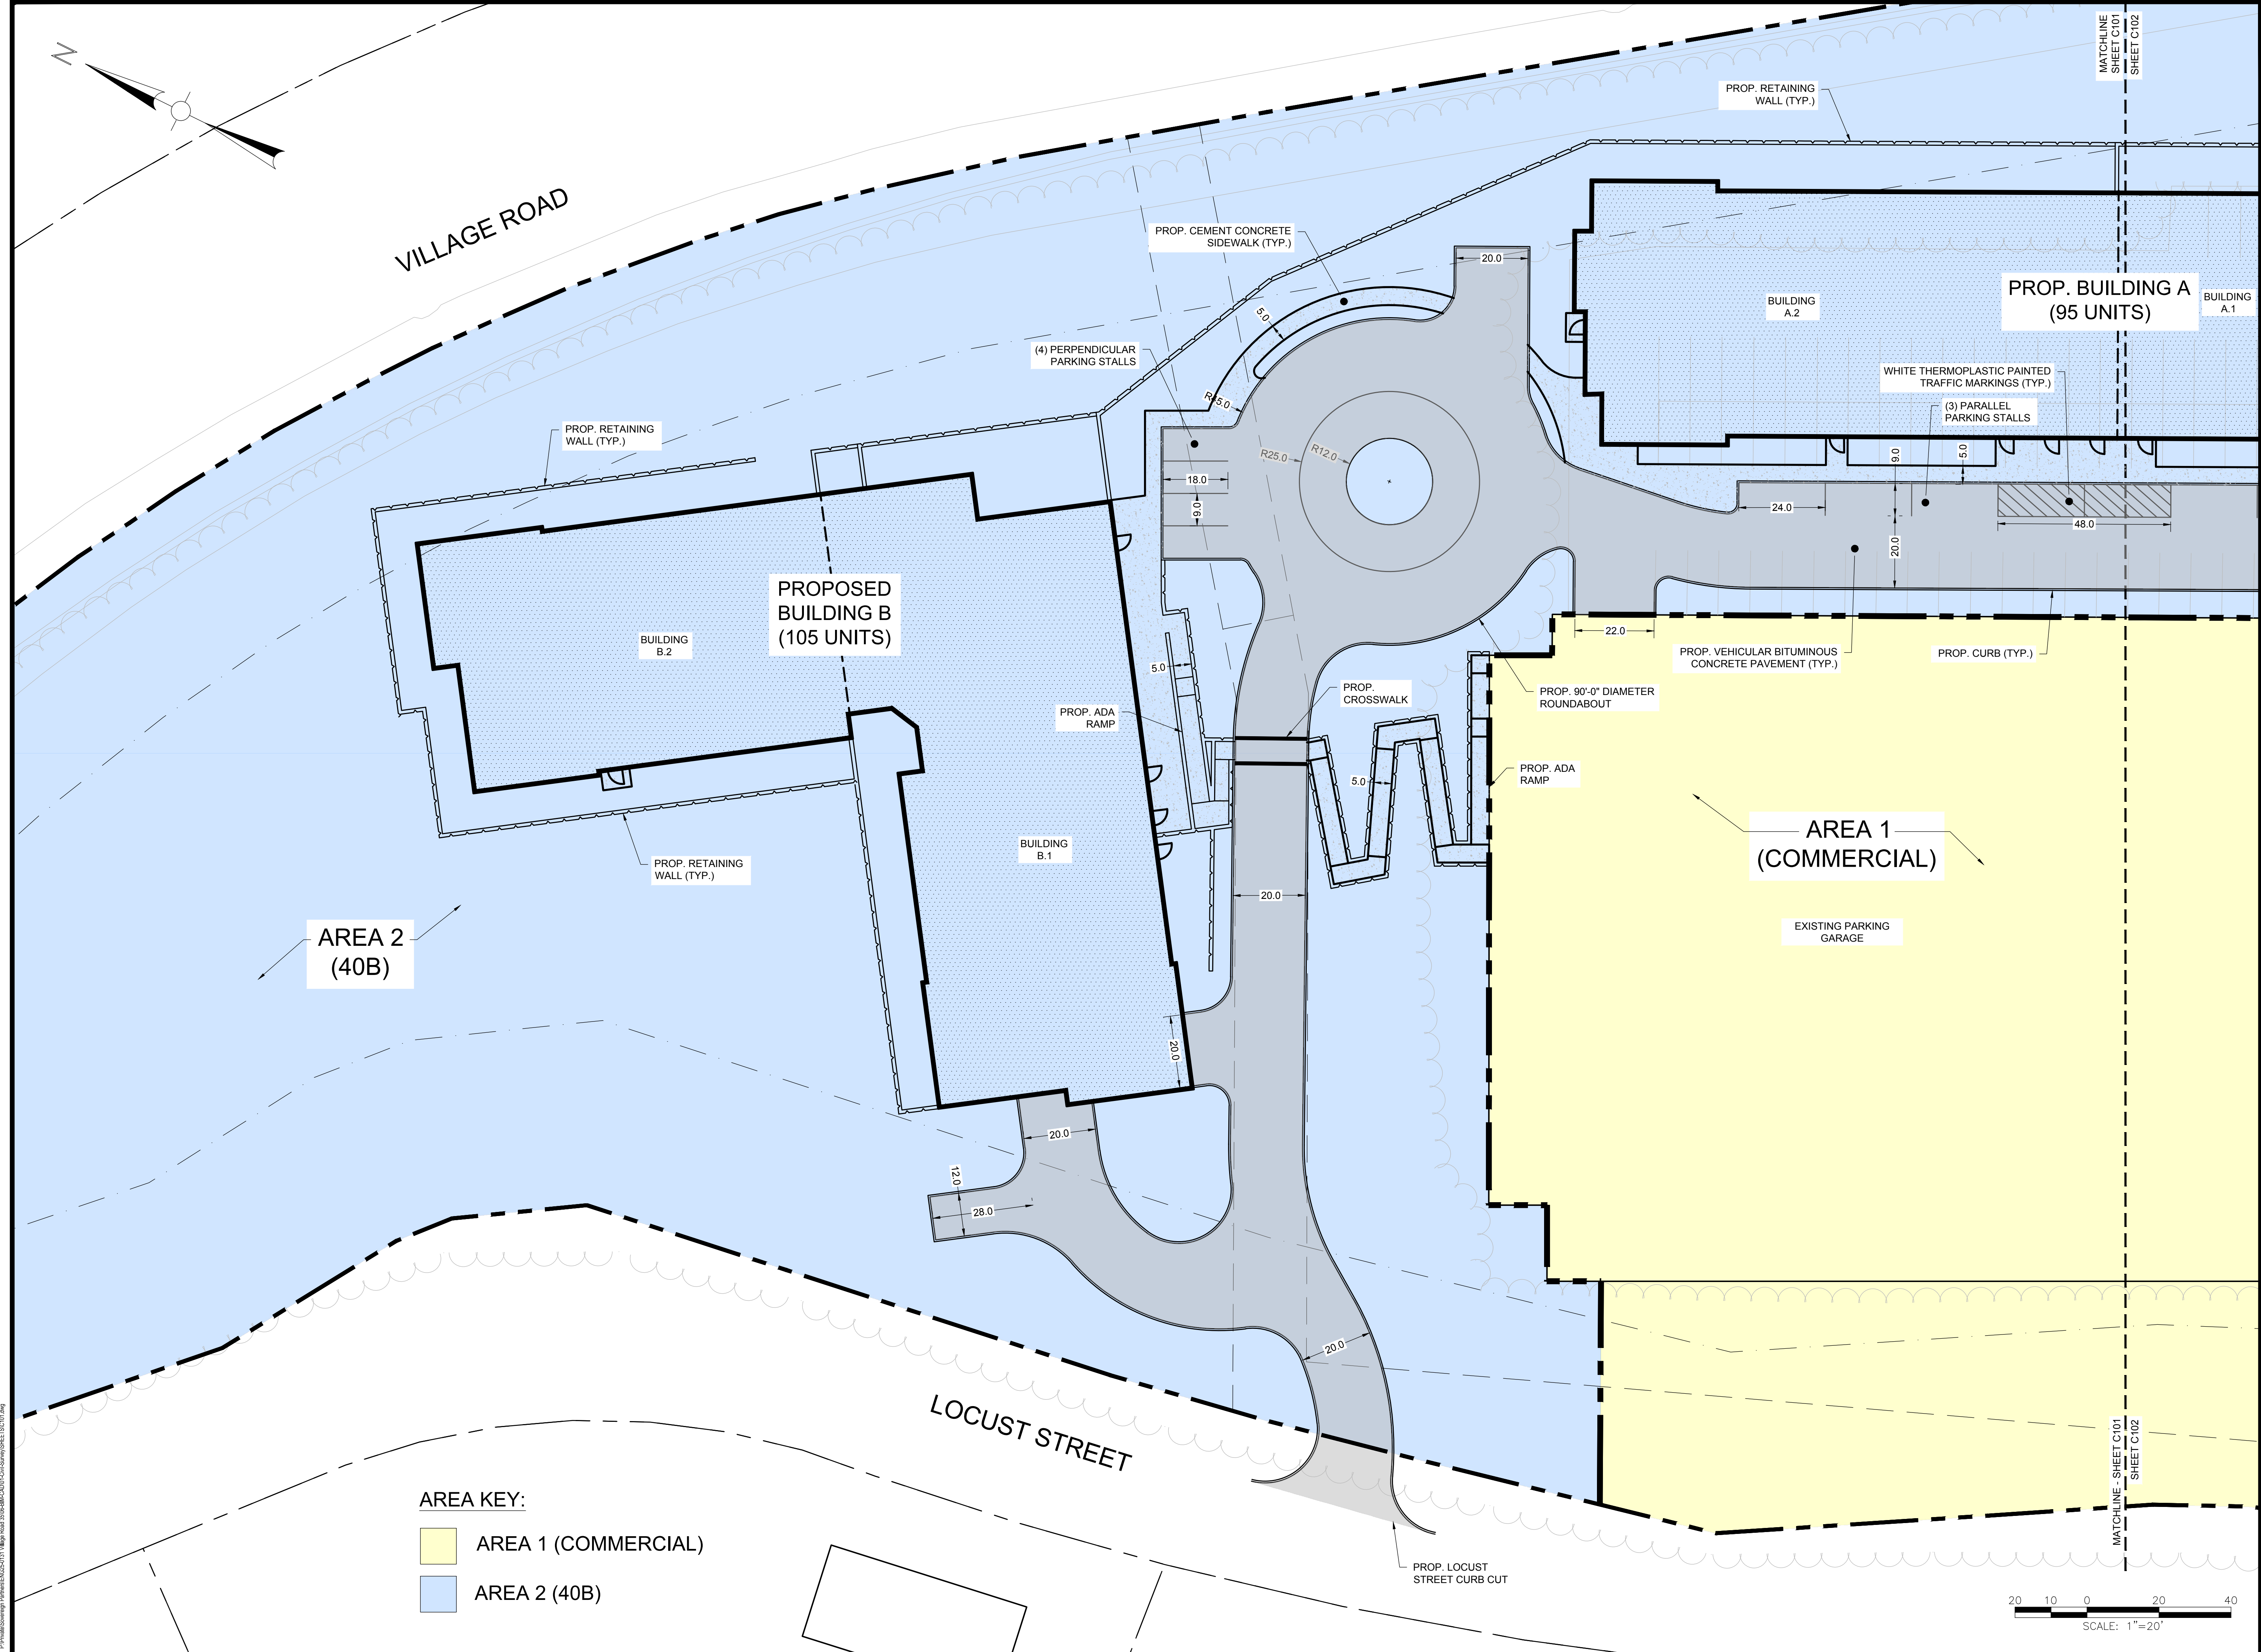 N
MATCHLINE
SHEET C101
SHEET C102
PROP. RETAINING
WALL (TYP.)
VILLAGE ROAD
PROP. CEMENT CONCRETE
SIDEWALK (TYP.)
20.0
5.0
BUILDING
A.2
PROP. BUILDING A
(95 UNITS)
BUILDING
A.1
(4) PERPENDICULAR
PARKING STALLS
WHITE THERMOPLASTIC PAINTED
TRAFFIC MARKINGS (TYP.)
(3) PARALLEL
PARKING STALLS
R45.0
PROP. RETAINING
WALL (TYP.)
R25.0
R12.0
9.0
5.0
18.0
9.0
24.0
48.0
20.0
PROPOSED
BUILDING B
(105 UNITS)
BUILDING
B.2
22.0
PROP. VEHICULAR BITUMINOUS
CONCRETE PAVEMENT (TYP.)
PROP. CURB (TYP.)
5.0
PROP.
CROSSWALK
PROP. 90'-0" DIAMETER
ROUNDABOUT
PROP. ADA
RAMP
PROP. ADA
RAMP
5.0
AREA 1
(COMMERCIAL)
BUILDING
B.1
PROP. RETAINING
WALL (TYP.)
20.0
EXISTING PARKING
GARAGE
AREA 2
(40B)
20.0
20.0
12.0
28.0
20.0
LOCUST STREET
MATCHLINE - SHEET C101
SHEET C102
AREA KEY:
AREA 1 (COMMERCIAL)
AREA 2 (40B)
PROP. LOCUST
STREET CURB CUT
20 10 0 20 40
SCALE: 1"=20'